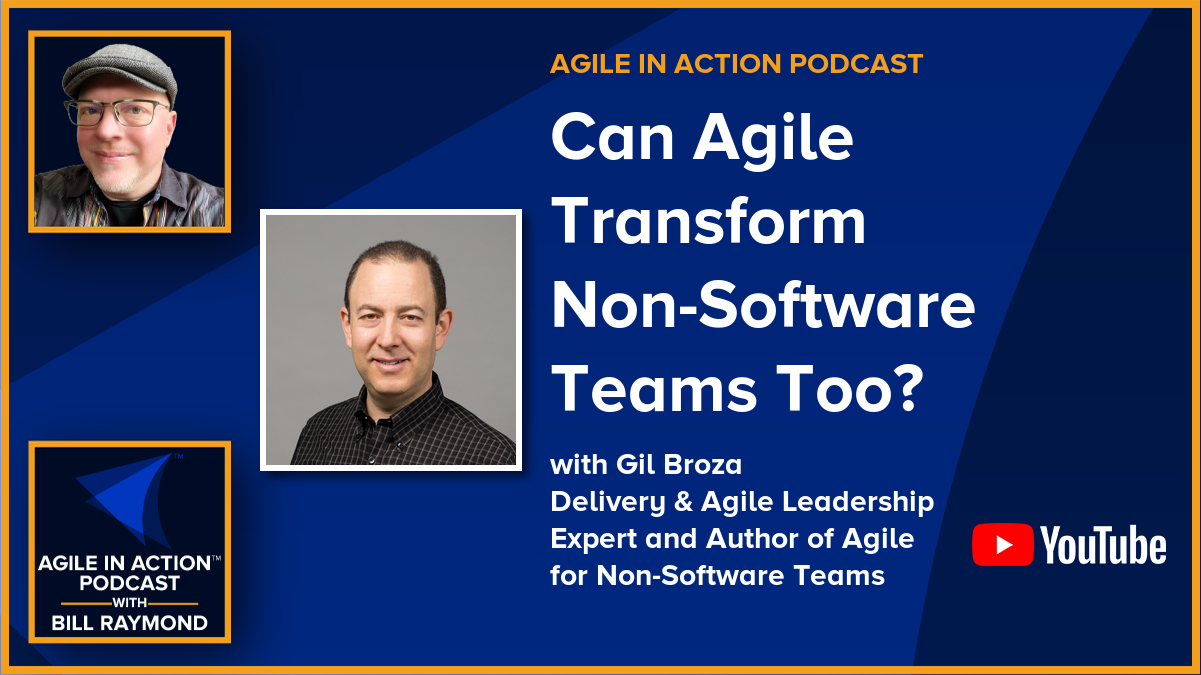 AGILE IN ACTION PODCAST
Can Agile
Transform
Non-Software
Teams Too?
with Gil Broza
Delivery & Agile Leadership
Expert and Author of Agile
for Non-Software Teams
YouTube
TM
AGILE IN ACTION™
PODCAST
WITH
BILL RAYMOND